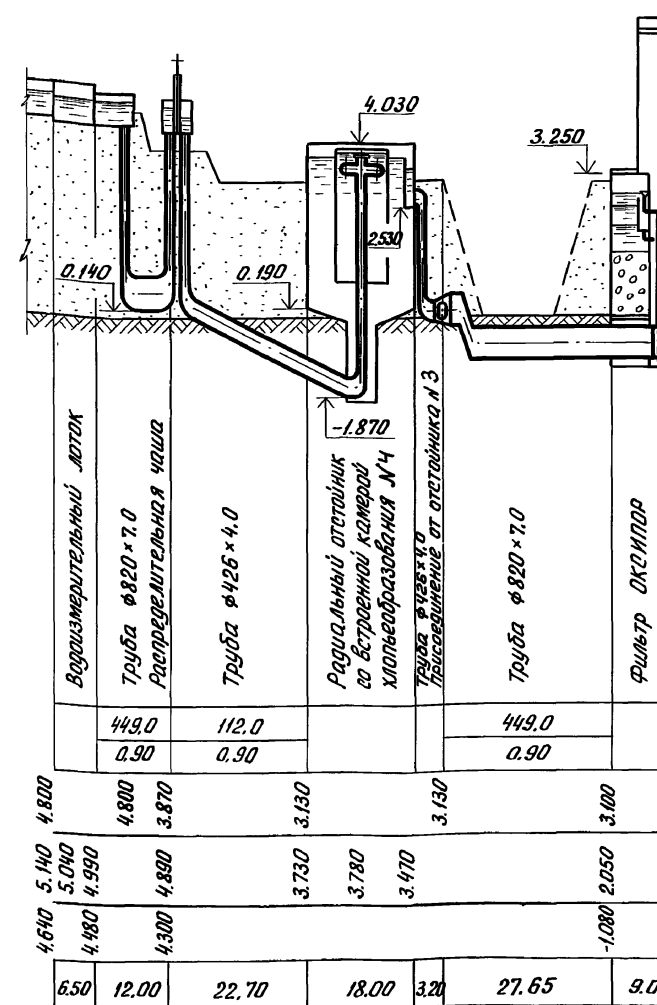 4.030
3.250
2.530
0.140
0.190
-1.870
Водоизмерительный лоток
Труба ф820×7.0
Распределительная чаша
Труба ф426×4.0
Радиальный отстойник
со встроенной камерой
хлопьеобразования №4
Труба ф426×4.0
Присоединение от отстойника №3
Труба ф820×7.0
Фильтр ОКСИПОР
449.0 112.0 449.0
0.90 0.90 0.90
4.800 4.800 3.870 3.130 3.130 3.100
5.140 5.040 4.990 4.890 3.730 3.780 3.470 2.050
4.640 4.480 4.300 -1.080
6.50 12.00 22.70 18.00 3.20 27.65 9.0